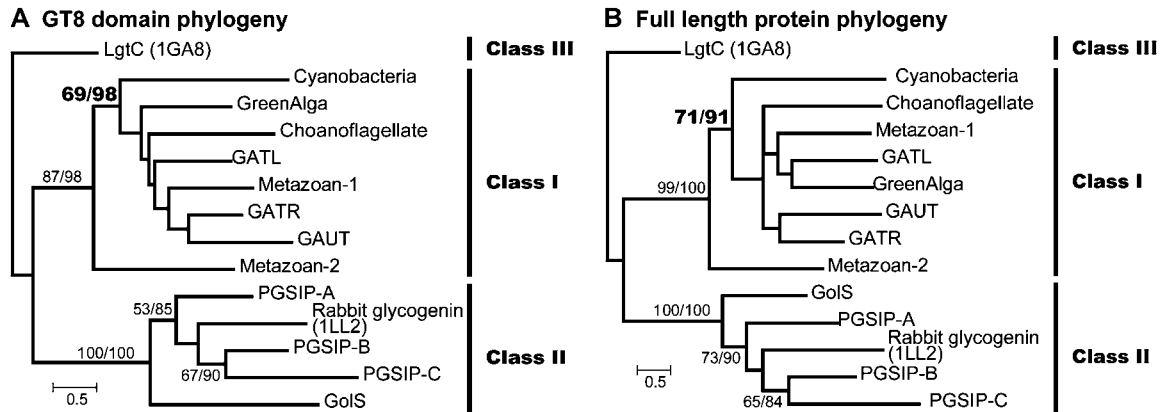 A GT8 domain phylogeny
LgtC (1GA8)
Class III
Cyanobacteria
69/98
GreenAlga
Choanoflagellate
GATL
87/98
Metazoan-1
Class I
GATR
GAUT
Metazoan-2
PGSIP-A
53/85
Rabbit glycogenin
(1LL2)
PGSIP-B
100/100
Class II
67/90
PGSIP-C
0.5
GolS
B Full length protein phylogeny
LgtC (1GA8)
Class III
Cyanobacteria
Choanoflagellate
71/91
Metazoan-1
GATL
99/100
GreenAlga
Class I
GAUT
GATR
Metazoan-2
GolS
100/100
PGSIP-A
Rabbit glycogenin
(1LL2)
73/90
Class II
PGSIP-B
0.5
65/84
PGSIP-C